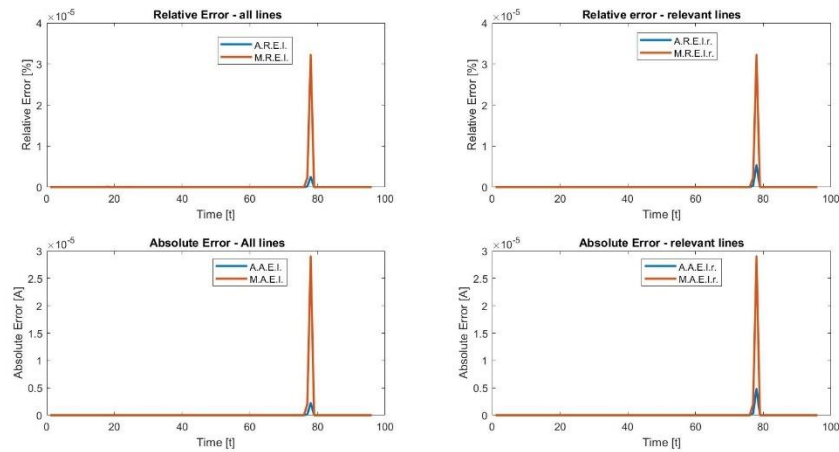 Relative Error - all lines
×10⁻⁵
4
3
2
1
0
Relative Error [%]
A.R.E.I.
M.R.E.I.
0 20 40 60 80 100
Time [t]
Relative error - relevant lines
×10⁻⁵
4
3
2
1
0
Relative Error [%]
A.R.E.I.r.
M.R.E.I.r.
0 20 40 60 80 100
Time [t]
Absolute Error - All lines
×10⁻⁵
3
2.5
2
1.5
1
0.5
0
Absolute Error [A]
A.A.E.I.
M.A.E.I.
0 20 40 60 80 100
Time [t]
Absolute Error - relevant lines
×10⁻⁵
3
2.5
2
1.5
1
0.5
0
Absolute Error [A]
A.A.E.I.r.
M.A.E.I.r.
0 20 40 60 80 100
Time [t]